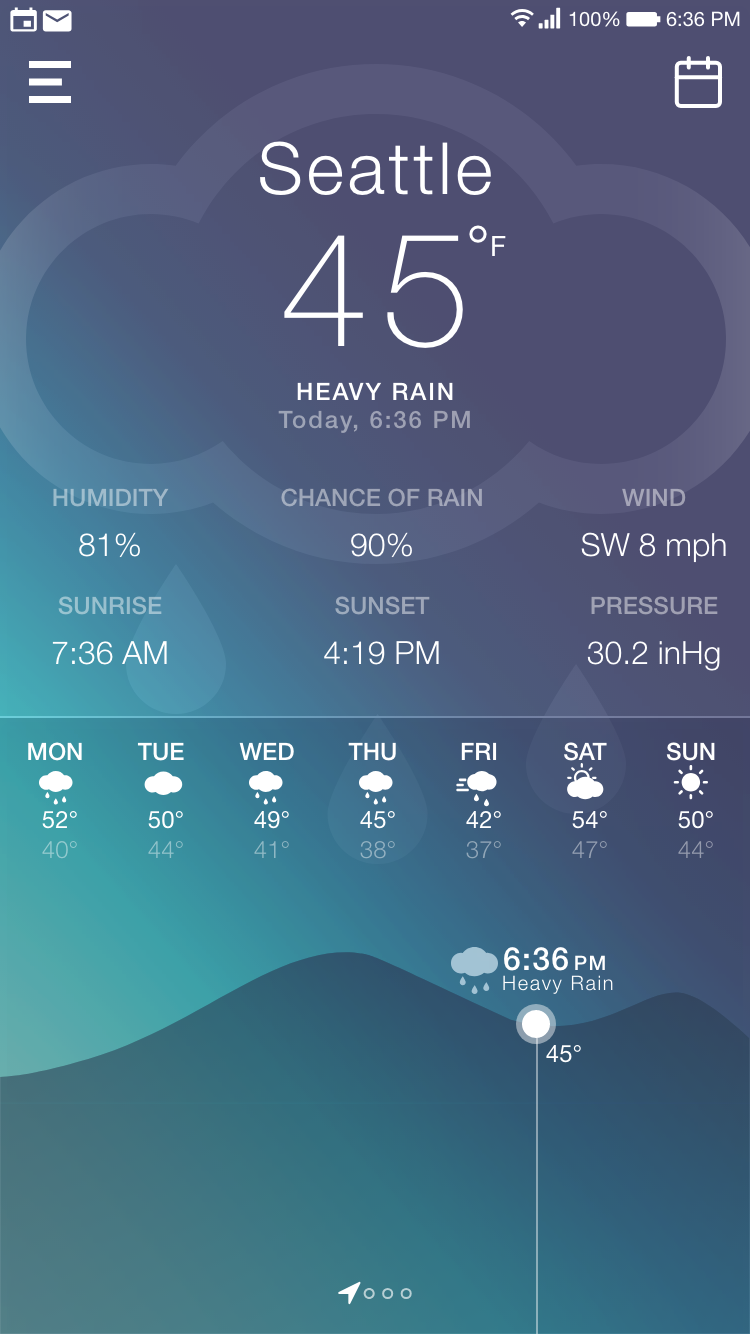 100% 6:36 PM
Seattle
45°F
HEAVY RAIN
Today, 6:36 PM
HUMIDITY CHANCE OF RAIN WIND
81% 90% SW 8 mph
SUNRISE SUNSET PRESSURE
7:36 AM 4:19 PM 30.2 inHg
MON TUE WED THU FRI SAT SUN
52° 50° 49° 45° 42° 54° 50°
40° 44° 41° 38° 37° 47° 44°
6:36 PM
Heavy Rain
45°